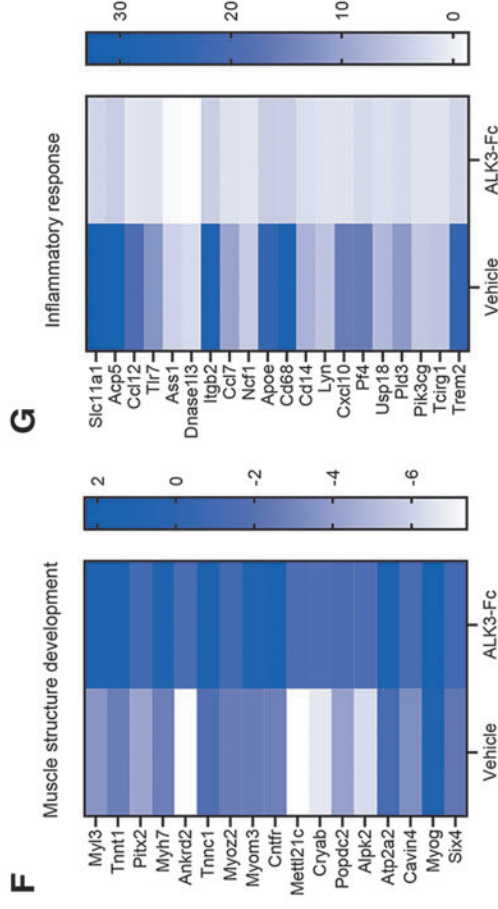 F
Muscle structure development
Myl3
Tnnt1
Pitx2
Myh7
Ankrd2
Tnnc1
Myoz2
Myom3
Cntfr
Mettl21c
Cryab
Popdc2
Alpk2
Atp2a2
Cavin4
Myog
Six4
Vehicle
ALK3-Fc
2
0
-2
-4
-6
G
Inflammatory response
Slc11a1
Acp5
Ccl12
Tlr7
Ass1
Dnase1l3
Itgb2
Ccl7
Ncf1
Apoe
Cd68
Cd14
Lyn
Cxcl10
Pf4
Usp18
Pld3
Pik3cg
Tcirg1
Trem2
Vehicle
ALK3-Fc
30
20
10
0